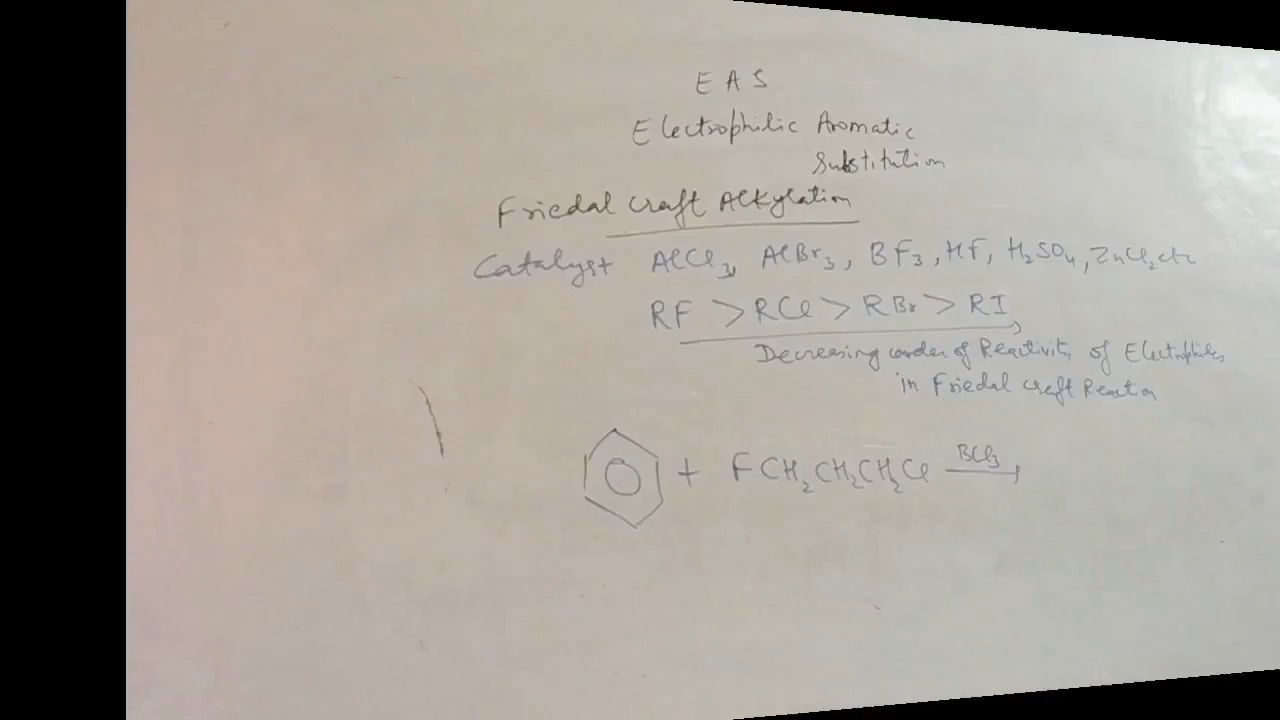 E A S
Electrophilic Aromatic
Substitution
Friedal Craft Alkylation
Catalyst AlCl3, AlBr3, BF3, HF, H2SO4, ZnCl2 etc.
RF > RCl > RBr > RI
Decreasing order of Reactivity of Electrophiles
in Friedal Craft Reaction
+ FCH2CH2CH2Cl BCl3